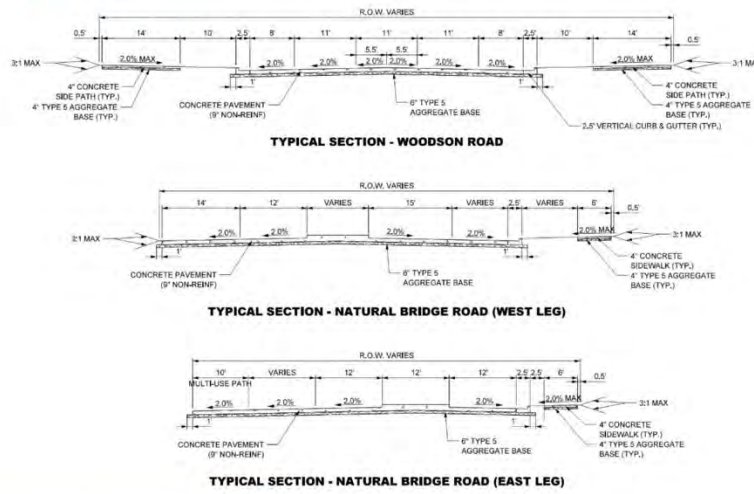 R.O.W. VARIES
0.5' 14' 10' 2.5' 8' 11' 11' 11' 8' 2.5' 10' 14' 0.5'
5.5' 5.5'
3:1 MAX 2.0% MAX 2.0% 2.0% 2.0% 2.0% 2.0% 2.0% 2.0% MAX 3:1 MAX
1' 1'
4" CONCRETE
SIDE PATH (TYP.)
4" TYPE 5 AGGREGATE
BASE (TYP.)
CONCRETE PAVEMENT
(9" NON-REINF)
6" TYPE 5
AGGREGATE BASE
4" CONCRETE
SIDE PATH (TYP.)
4" TYPE 5 AGGREGATE
BASE (TYP.)
2.5' VERTICAL CURB & GUTTER (TYP.)
TYPICAL SECTION - WOODSON ROAD
R.O.W. VARIES
14' 12' VARIES 15' VARIES 2.5' VARIES 6' 0.5'
3:1 MAX 2.0% 2.0% 2.0% 2.0% 2.0% MAX 3:1 MAX
1' 1'
CONCRETE PAVEMENT
(9" NON-REINF)
6" TYPE 5
AGGREGATE BASE
4" CONCRETE
SIDEWALK (TYP.)
4" TYPE 5 AGGREGATE
BASE (TYP.)
TYPICAL SECTION - NATURAL BRIDGE ROAD (WEST LEG)
R.O.W. VARIES
10' VARIES 12' 12' 12' 2.5' 2.5' 6' 0.5'
MULTI-USE PATH
2.0% 2.0% 2.0% 2.0% MAX 3:1 MAX
1' 1'
CONCRETE PAVEMENT
(9" NON-REINF)
6" TYPE 5
AGGREGATE BASE
4" CONCRETE
SIDEWALK (TYP.)
4" TYPE 5 AGGREGATE
BASE (TYP.)
TYPICAL SECTION - NATURAL BRIDGE ROAD (EAST LEG)